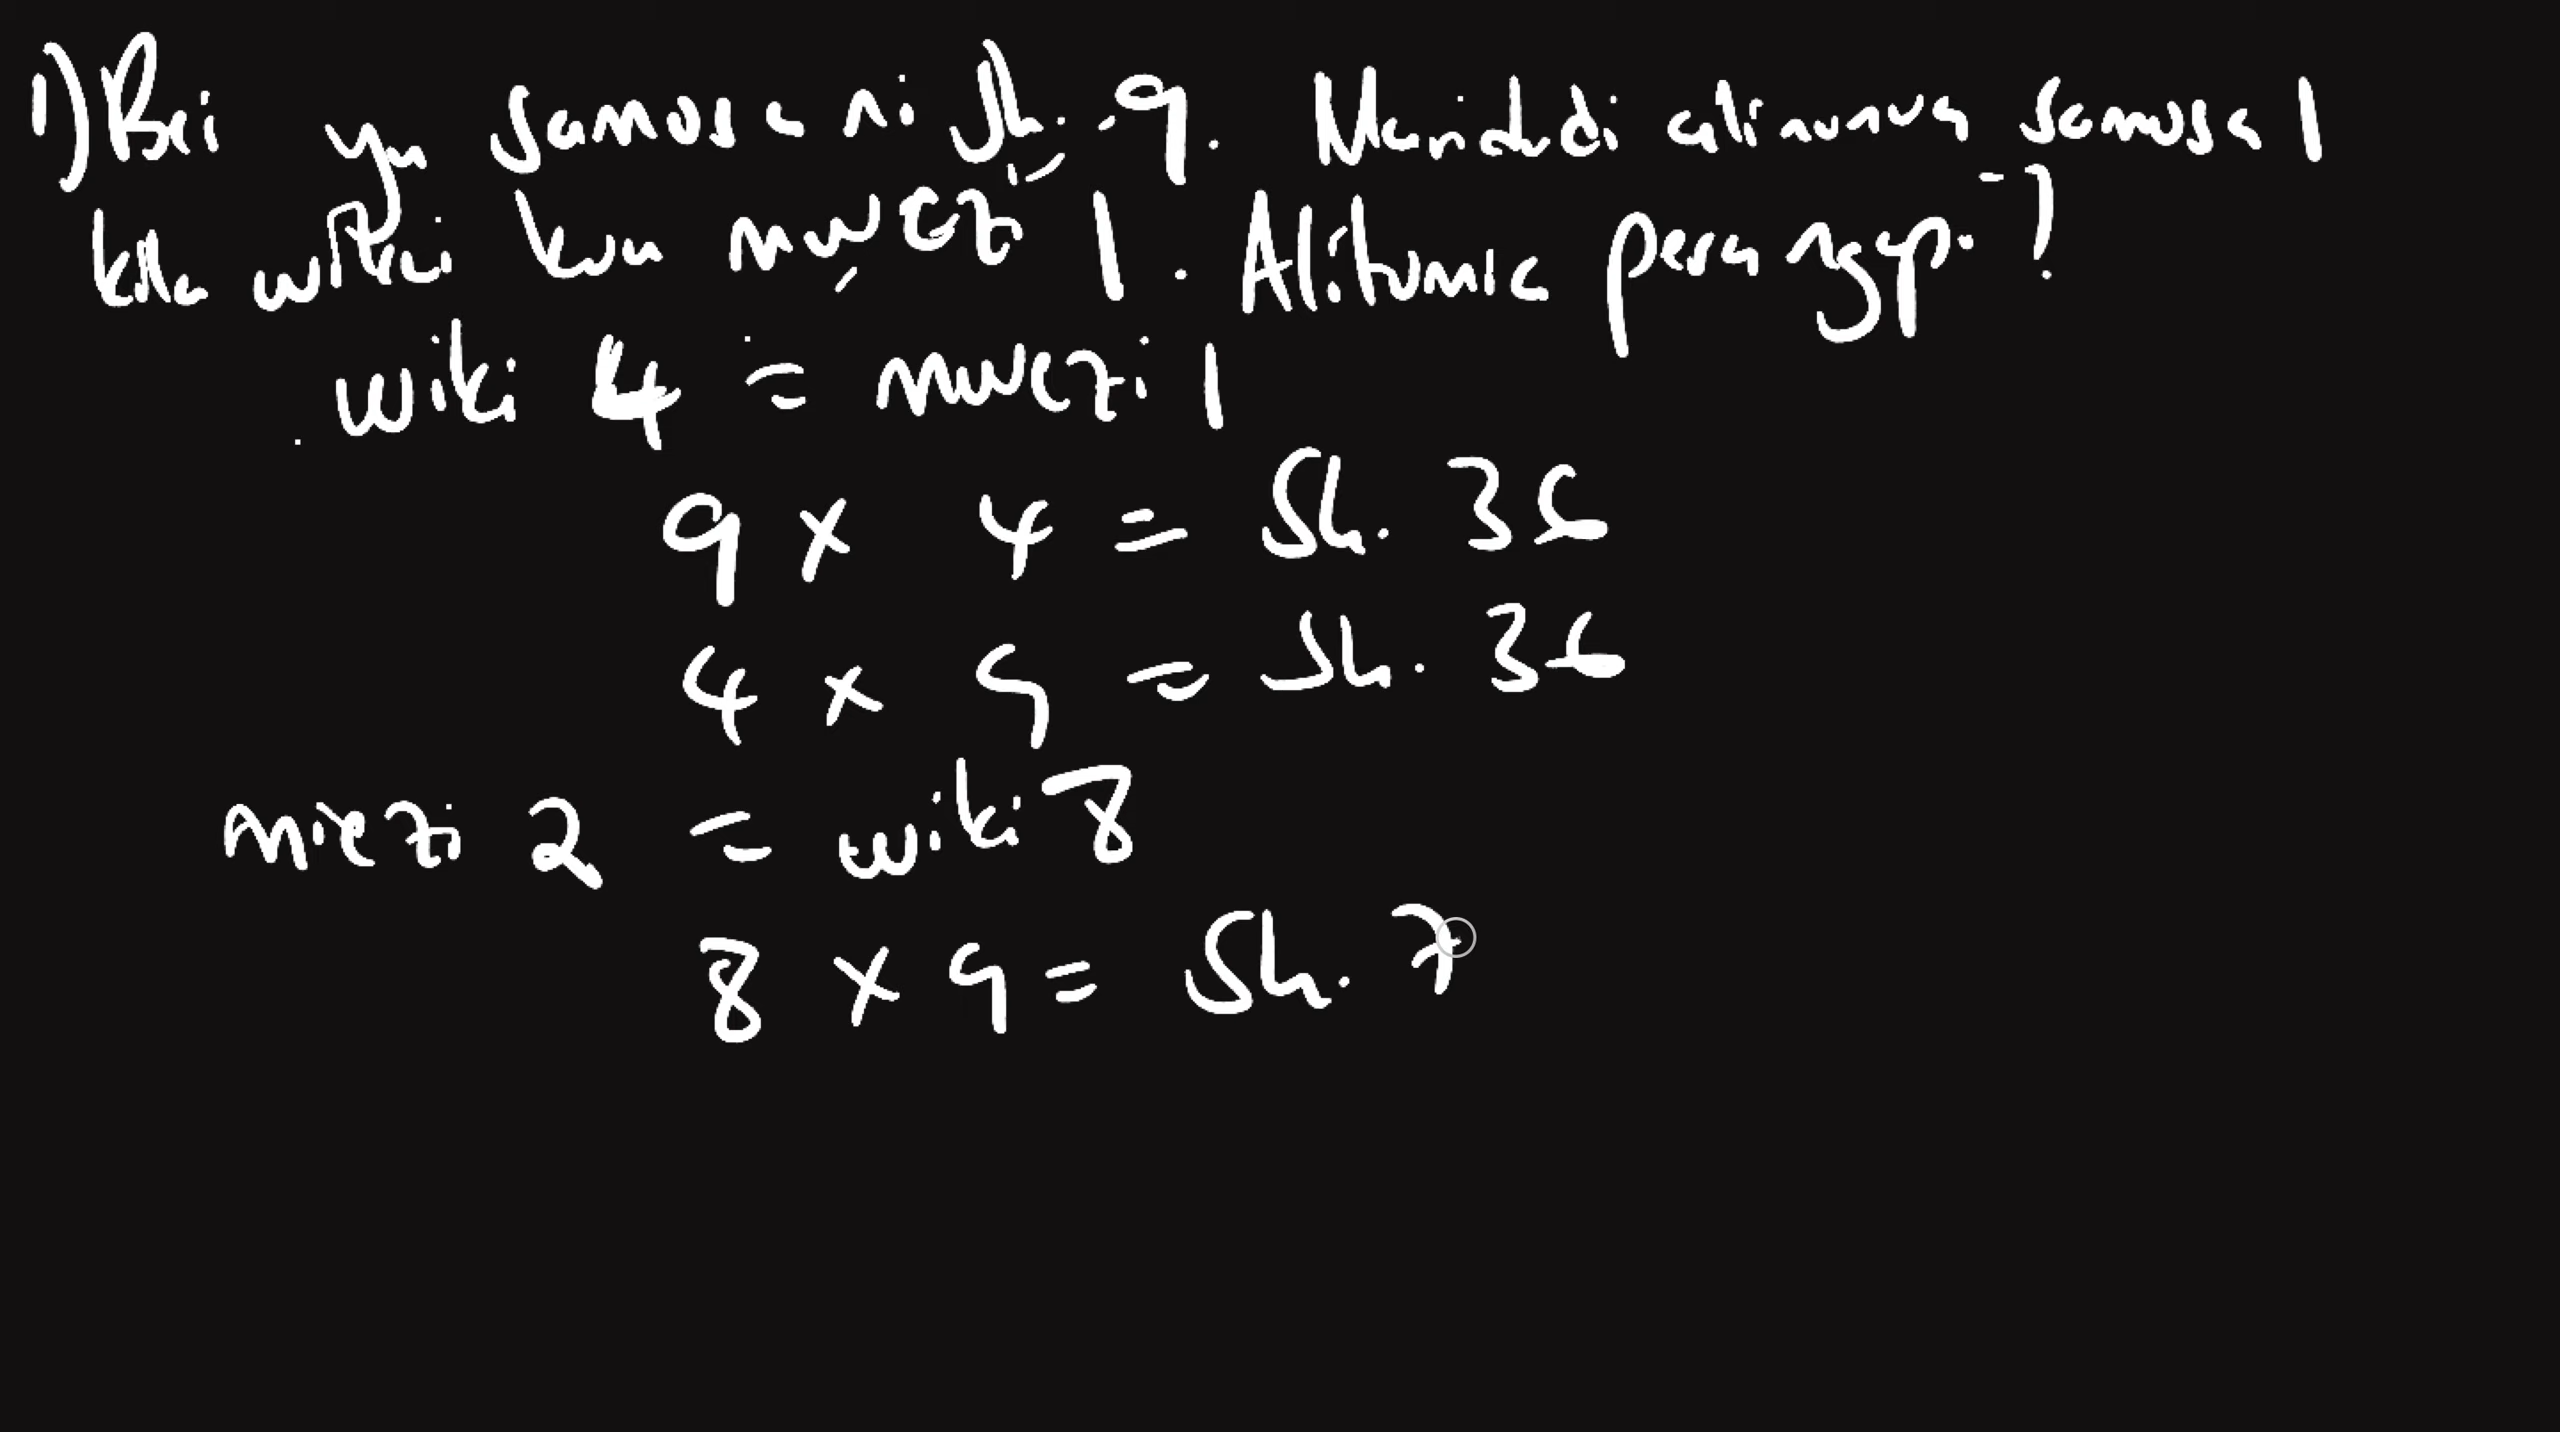 1) Bei ya samosa ni Sh. 9. Maridadi alinunua samosa 1
kila wiki kwa mwezi 1. Alitumia pesa ngapi?
wiki 4 = mwezi 1
9 x 4 = Sh. 36
4 x 9 = Sh. 36
miezi 2 = wiki 8
8 x 9 = Sh. 7